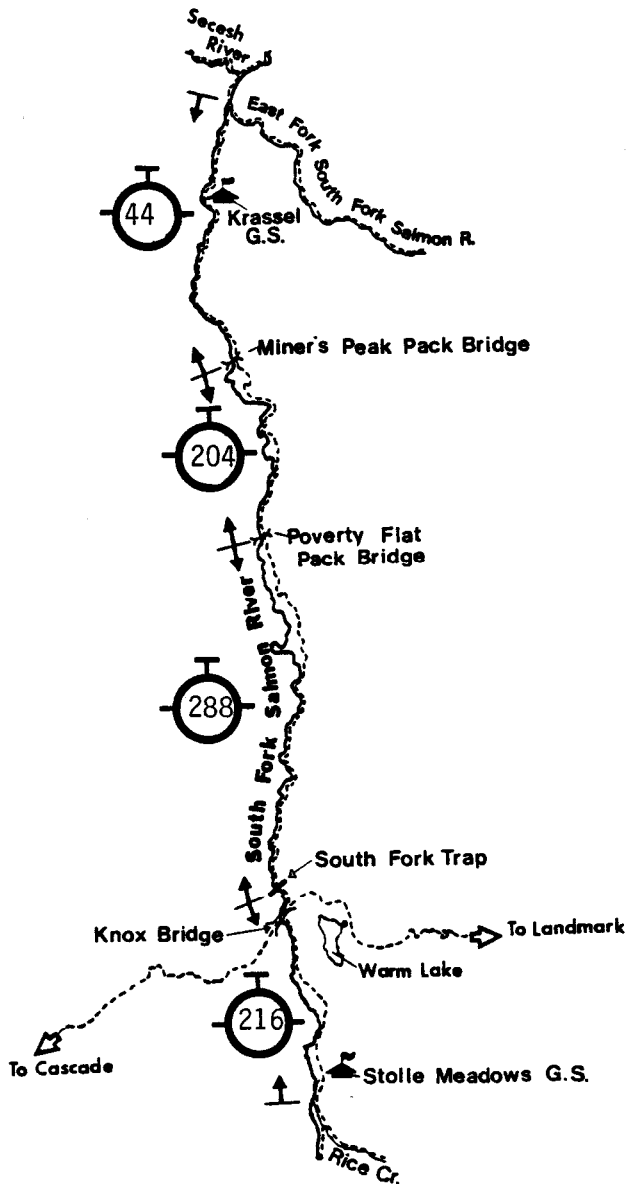 Secesh
River
East Fork South Fork Salmon R.
44
Krassel
G.S.
Miner's Peak Pack Bridge
204
Poverty Flat
Pack Bridge
South Fork Salmon River
288
South Fork Trap
Knox Bridge
To Landmark
Warm Lake
216
To Cascade
Stolle Meadows G.S.
Rice Cr.